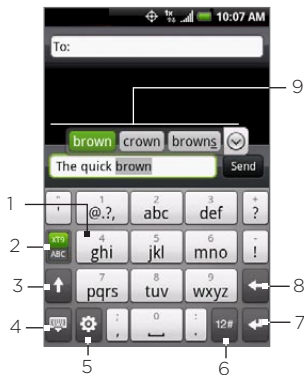 1x 10:07 AM
To:
9
brown crown browns
The quick brown Send
1 " ' 1 @.?, 2 abc 3 def + ?
2 XT9 ABC 4 ghi 5 jkl 6 mno - !
3 7 pqrs 8 tuv 9 wxyz 8
4 ; , 0 : . 12# 7
5 6